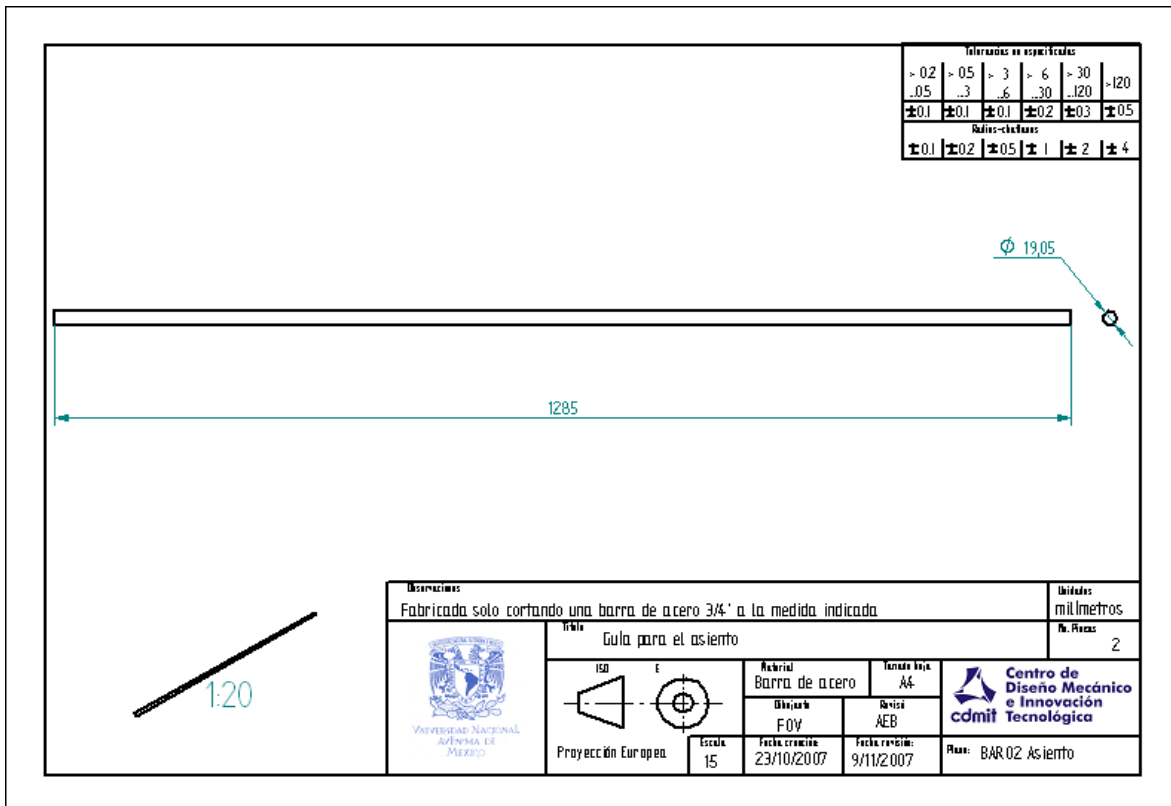 Tolerancias no especificadas
> 0.2 > 0.5 > 3 > 6 > 30 >120
...0.5 ...3 ...6 ...30 ...120
±0.1 ±0.1 ±0.1 ±0.2 ±0.3 ±0.5
Radios-chaflanes
±0.1 ±0.2 ±0.5 ± 1 ± 2 ± 4
Ø 19,05
1285
1:20
Observaciones
Fabricada solo cortando una barra de acero 3/4" a la medida indicada
Unidades
milímetros
Título
Guía para el asiento
No. Piezas
2
VNIVERSIDAD NACIONAL
AVTNºMA DE
MEXICO
ISO E
Proyección Europea
Escala
15
Material
Barra de acero
Tamaño hoja
A4
Dibujante
FOV
Revisó
AEB
Fecha creación:
23/10/2007
Fecha revisión:
9/11/2007
cdmit
Centro de
Diseño Mecánico
e Innovación
Tecnológica
Plano: BAR 02 Asiento